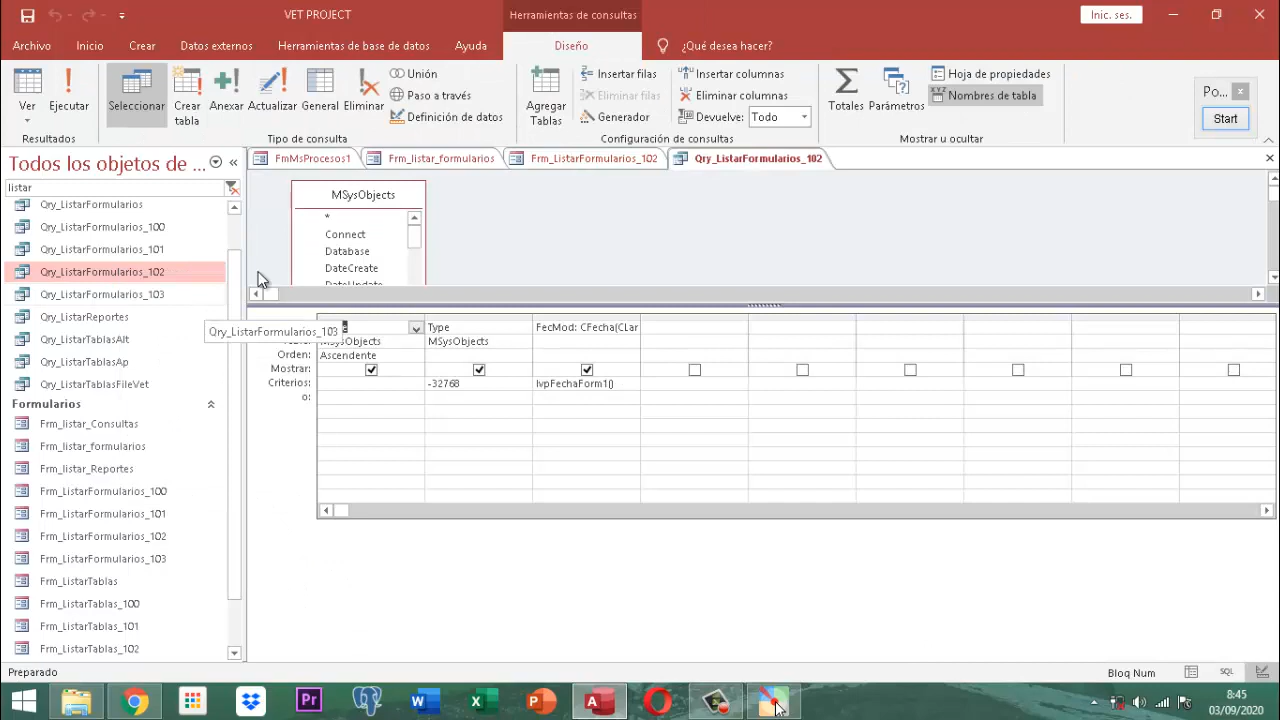 VET PROJECT
Herramientas de consultas
Inic. ses.
Archivo
Inicio
Crear
Datos externos
Herramientas de base de datos
Ayuda
Diseño
¿Qué desea hacer?
Ver
Ejecutar
Seleccionar
Crear tabla
Anexar
Actualizar
General
Eliminar
Unión
Paso a través
Definición de datos
Agregar Tablas
Insertar filas
Eliminar filas
Generador
Insertar columnas
Eliminar columnas
Devuelve: Todo
Totales
Parámetros
Hoja de propiedades
Nombres de tabla
Po...
Start
Resultados
Tipo de consulta
Configuración de consultas
Mostrar u ocultar
Todos los objetos de ...
listar
Qry_ListarFormularios
Qry_ListarFormularios_100
Qry_ListarFormularios_101
Qry_ListarFormularios_102
Qry_ListarFormularios_103
Qry_ListarReportes
Qry_ListarTablasAlt
Qry_ListarTablasAp
Qry_ListarTablasFileVet
Formularios
Frm_listar_Consultas
Frm_listar_formularios
Frm_listar_Reportes
Frm_ListarFormularios_100
Frm_ListarFormularios_101
Frm_ListarFormularios_102
Frm_ListarFormularios_103
Frm_ListarTablas
Frm_ListarTablas_100
Frm_ListarTablas_101
Frm_ListarTablas_102
FmMsProcesos1
Frm_listar_formularios
Frm_ListarFormularios_102
Qry_ListarFormularios_102
MSysObjects
*
Connect
Database
DateCreate
DateUpdate
Qry_ListarFormularios_103
Type
FecMod: CFecha(CLar
MSysObjects
MSysObjects
Orden:
Ascendente
Mostrar:
Criterios:
-32768
IvpFechaForm1()
o:
Preparado
Bloq Num
SQL
8:45
03/09/2020